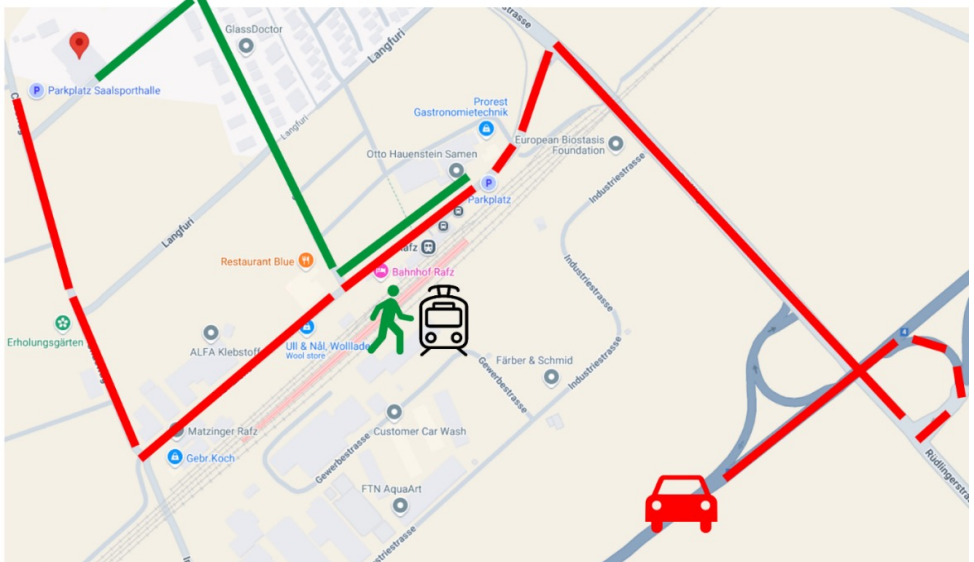 GlassDoctor
Langfuri
Parkplatz Saalsporthalle
Prorest
Gastronomietechnik
Langfuri
European Biostasis
Foundation
Otto Hauenstein Samen
Industriestrasse
Parkplatz
Langfuri
Restaurant Blue
Bahnhof Rafz
Industriestrasse
Erholungsgärten
ALFA Klebstoff
Ull & Nål, Wolllade
Wool store
4
Färber & Schmid
Industriestrasse
Gewerbestrasse
Matzinger Rafz
Customer Car Wash
Gebr.Koch
Gewerbestrasse
Rüdlingerstra
FTN AquaArt